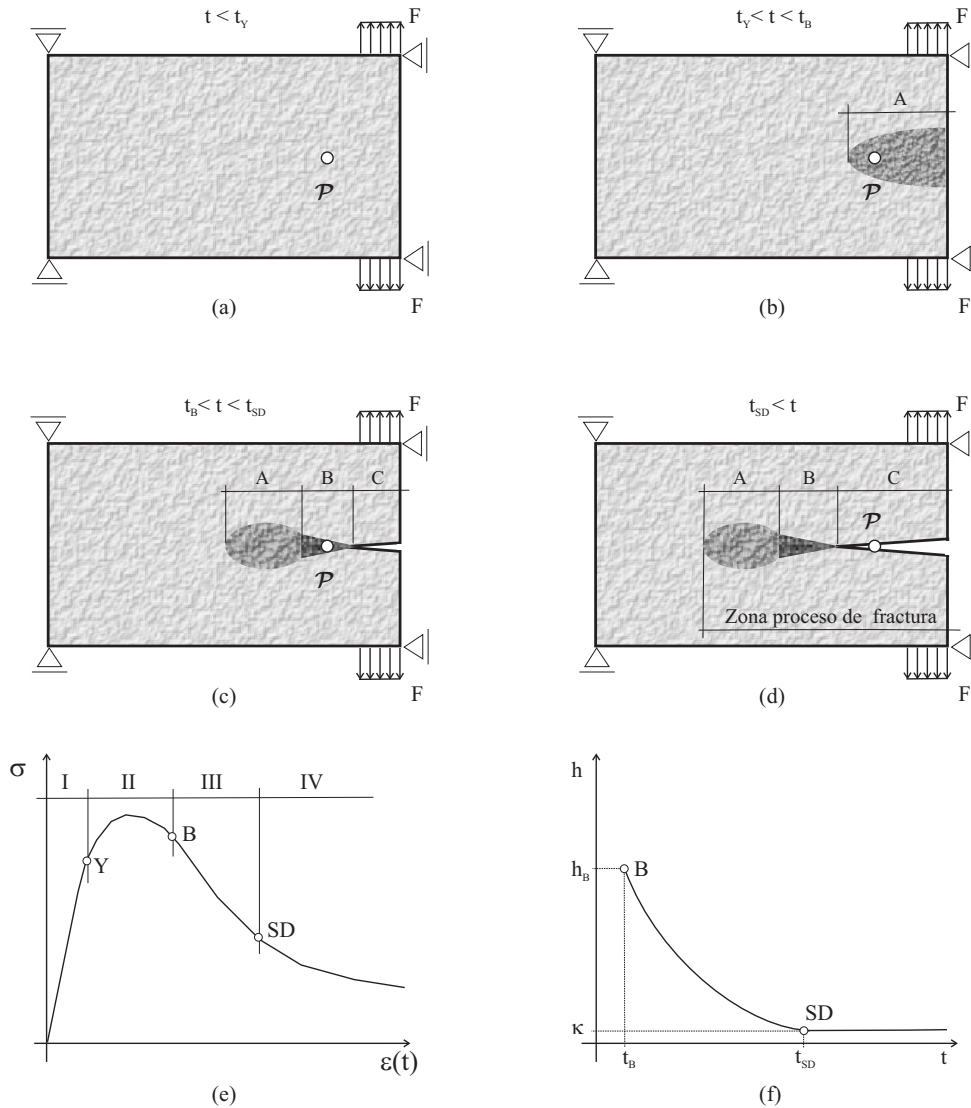 t < t_Y
F
𝒫
F
(a)
t_Y < t < t_B
F
A
𝒫
F
(b)
t_B < t < t_SD
F
A B C
𝒫
F
(c)
t_SD < t
F
A B C
𝒫
Zona proceso de fractura
F
(d)
σ
I II III IV
B
Y
SD
ε(t)
(e)
h
h_B
B
SD
κ
t_B
t_SD
t
(f)